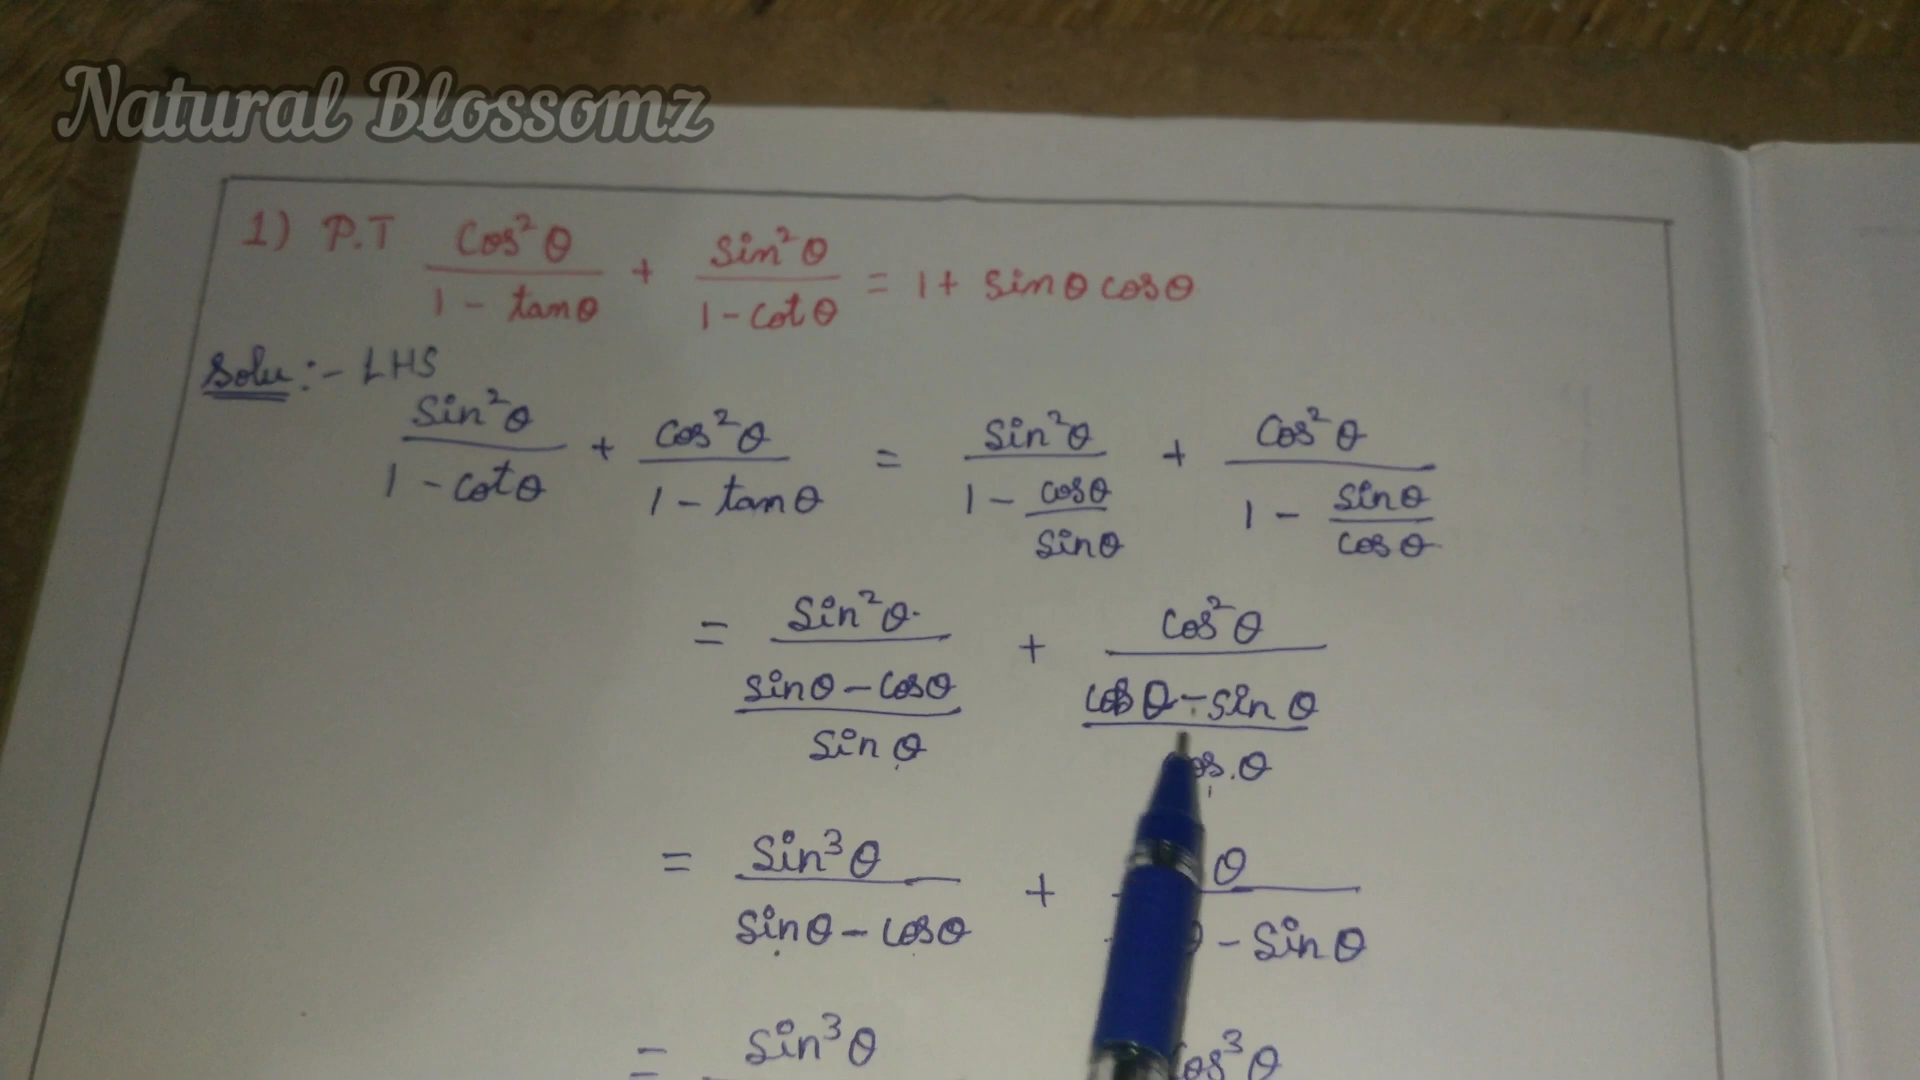 Natural Blossomz
1) P.T cos²θ / 1 - tanθ + sin²θ / 1 - cotθ = 1 + sinθ cosθ
Solu :- LHS
sin²θ / 1 - cotθ + cos²θ / 1 - tanθ = sin²θ / 1 - cosθ / sinθ + cos²θ / 1 - sinθ / cosθ
= sin²θ / sinθ - cosθ / sinθ + cos²θ / cosθ - sinθ / cosθ
= sin³θ / sinθ - cosθ + θ / - sinθ
= sin³θ cos³θ